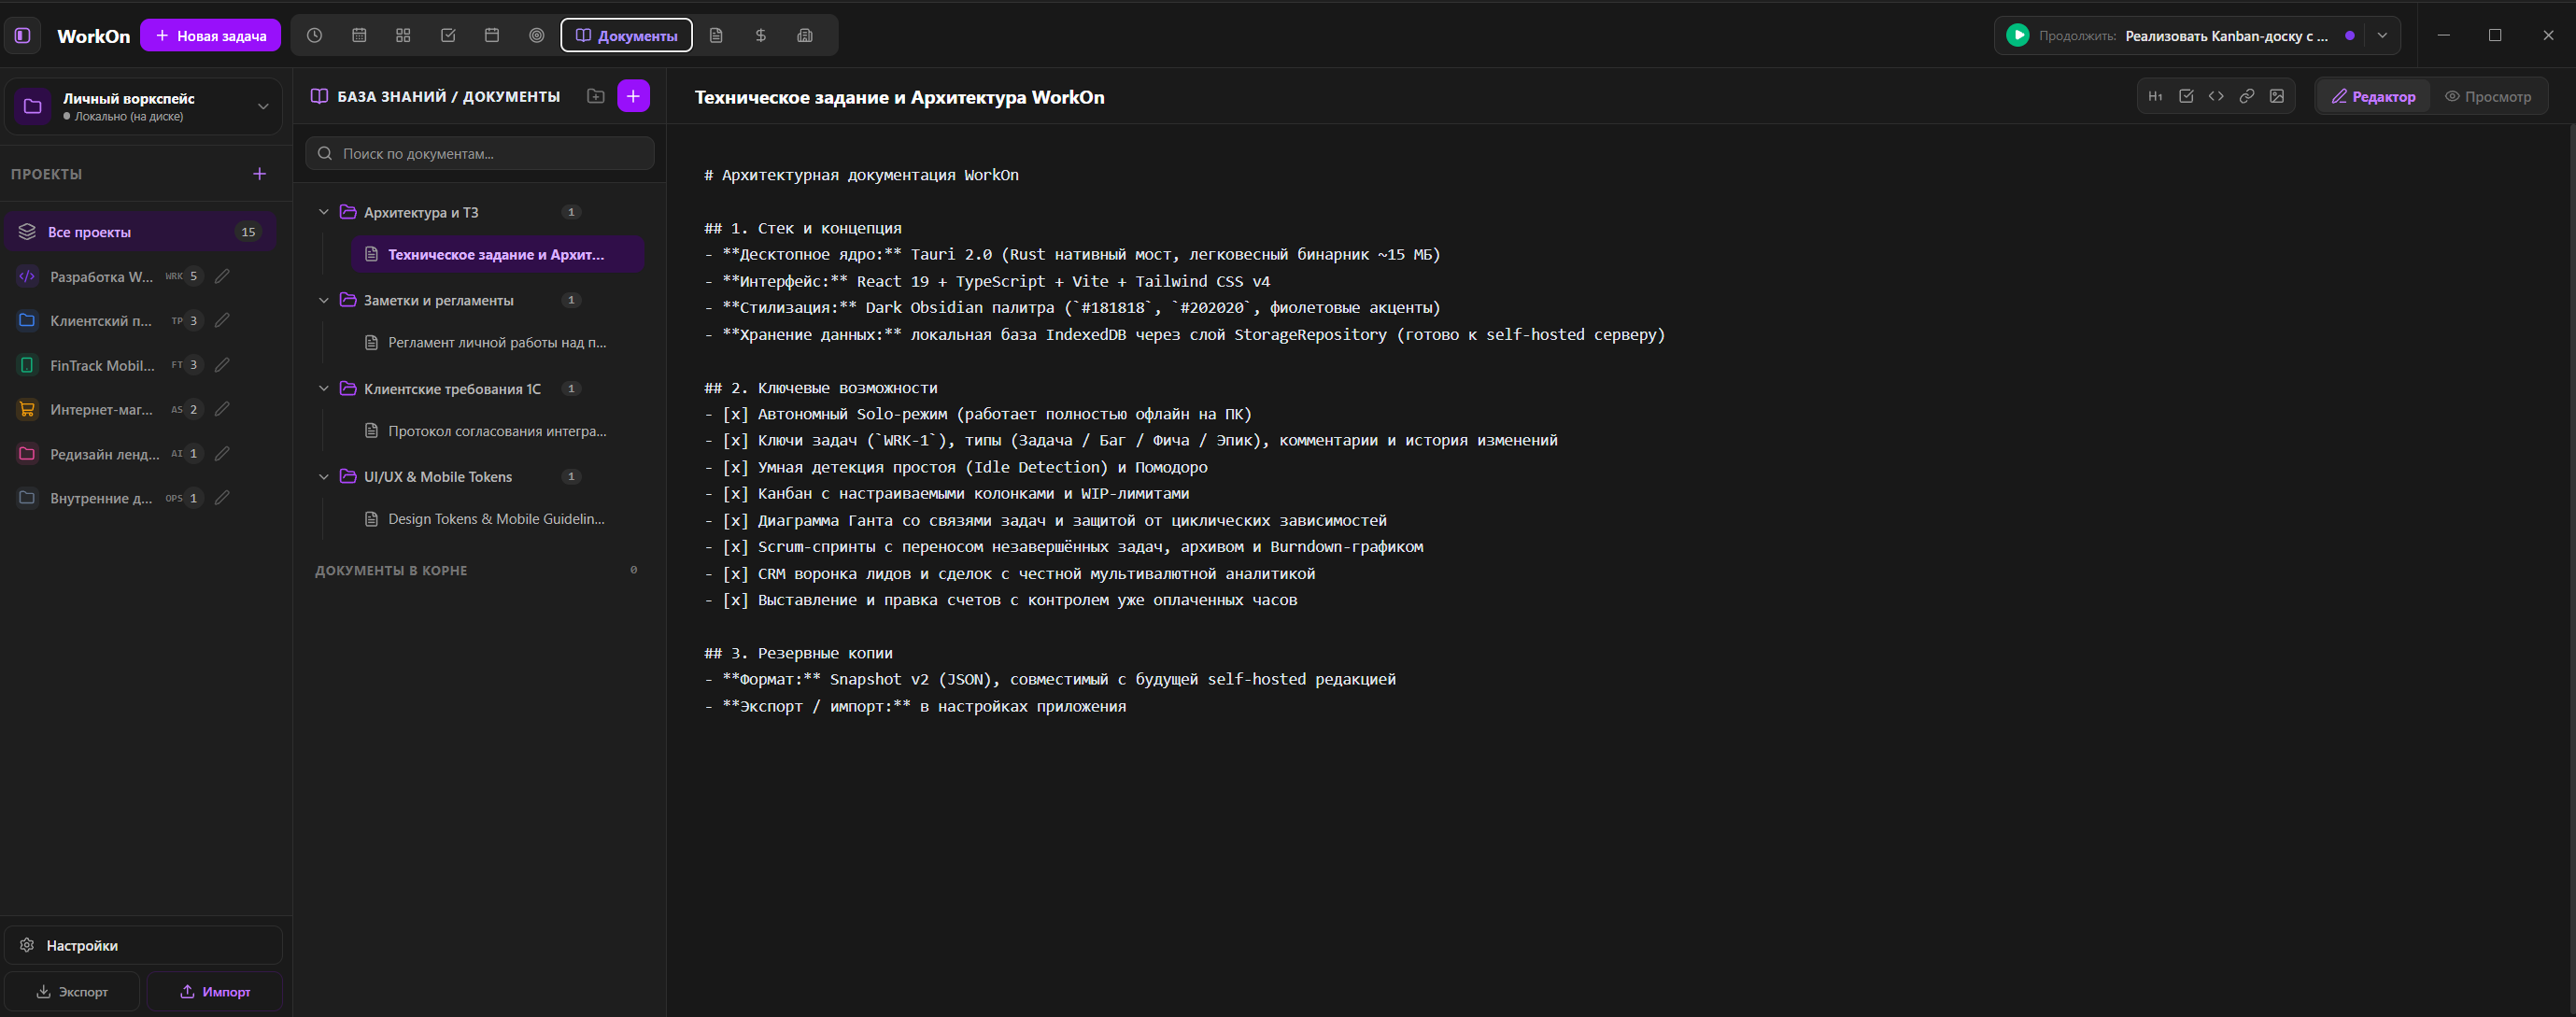 WorkOn
+ Новая задача
Документы
Продолжить: Реализовать Kanban-доску с ...
Личный воркспейс
Локально (на диске)
ПРОЕКТЫ
Все проекты 15
Разработка W... WRK 5
Клиентский п... TP 3
FinTrack Mobil... FT 3
Интернет-маг... AS 2
Редизайн ленд... AI 1
Внутренние д... OPS 1
Настройки
Экспорт
Импорт
БАЗА ЗНАНИЙ / ДОКУМЕНТЫ
Поиск по документам...
Архитектура и ТЗ 1
Техническое задание и Архит...
Заметки и регламенты 1
Регламент личной работы над п...
Клиентские требования 1С 1
Протокол согласования интегра...
UI/UX & Mobile Tokens 1
Design Tokens & Mobile Guidelin...
ДОКУМЕНТЫ В КОРНЕ 0
Техническое задание и Архитектура WorkOn
H1
Редактор
Просмотр
# Архитектурная документация WorkOn
## 1. Стек и концепция
- **Десктопное ядро:** Tauri 2.0 (Rust нативный мост, легковесный бинарник ~15 МБ)
- **Интерфейс:** React 19 + TypeScript + Vite + Tailwind CSS v4
- **Стилизация:** Dark Obsidian палитра (`#181818`, `#202020`, фиолетовые акценты)
- **Хранение данных:** локальная база IndexedDB через слой StorageRepository (готово к self-hosted серверу)
## 2. Ключевые возможности
- [x] Автономный Solo-режим (работает полностью офлайн на ПК)
- [x] Ключи задач (`WRK-1`), типы (Задача / Баг / Фича / Эпик), комментарии и история изменений
- [x] Умная детекция простоя (Idle Detection) и Помодоро
- [x] Канбан с настраиваемыми колонками и WIP-лимитами
- [x] Диаграмма Ганта со связями задач и защитой от циклических зависимостей
- [x] Scrum-спринты с переносом незавершённых задач, архивом и Burndown-графиком
- [x] CRM воронка лидов и сделок с честной мультивалютной аналитикой
- [x] Выставление и правка счетов с контролем уже оплаченных часов
## 3. Резервные копии
- **Формат:** Snapshot v2 (JSON), совместимый с будущей self-hosted редакцией
- **Экспорт / импорт:** в настройках приложения